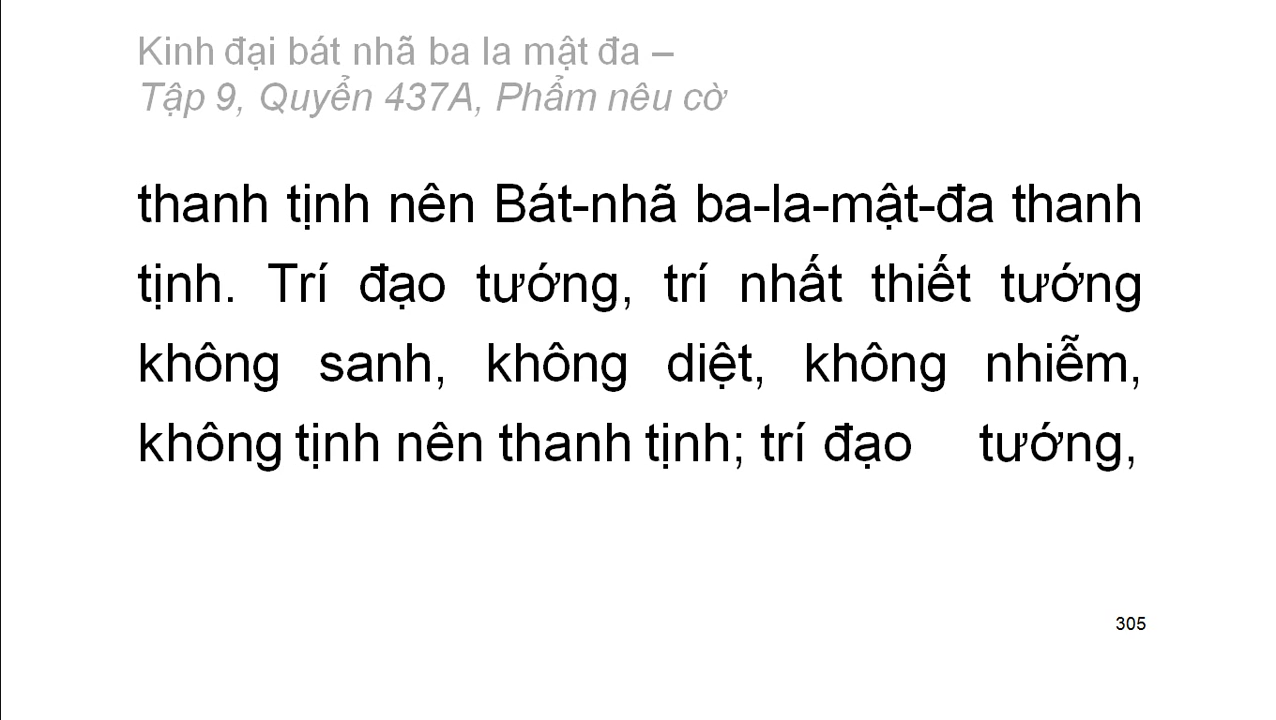 Kinh đại bát nhã ba la mật đa –
Tập 9, Quyển 437A, Phẩm nêu cờ
thanh tịnh nên Bát-nhã ba-la-mật-đa thanh
tịnh. Trí đạo tướng, trí nhất thiết tướng
không sanh, không diệt, không nhiễm,
không tịnh nên thanh tịnh; trí đạo tướng,
305